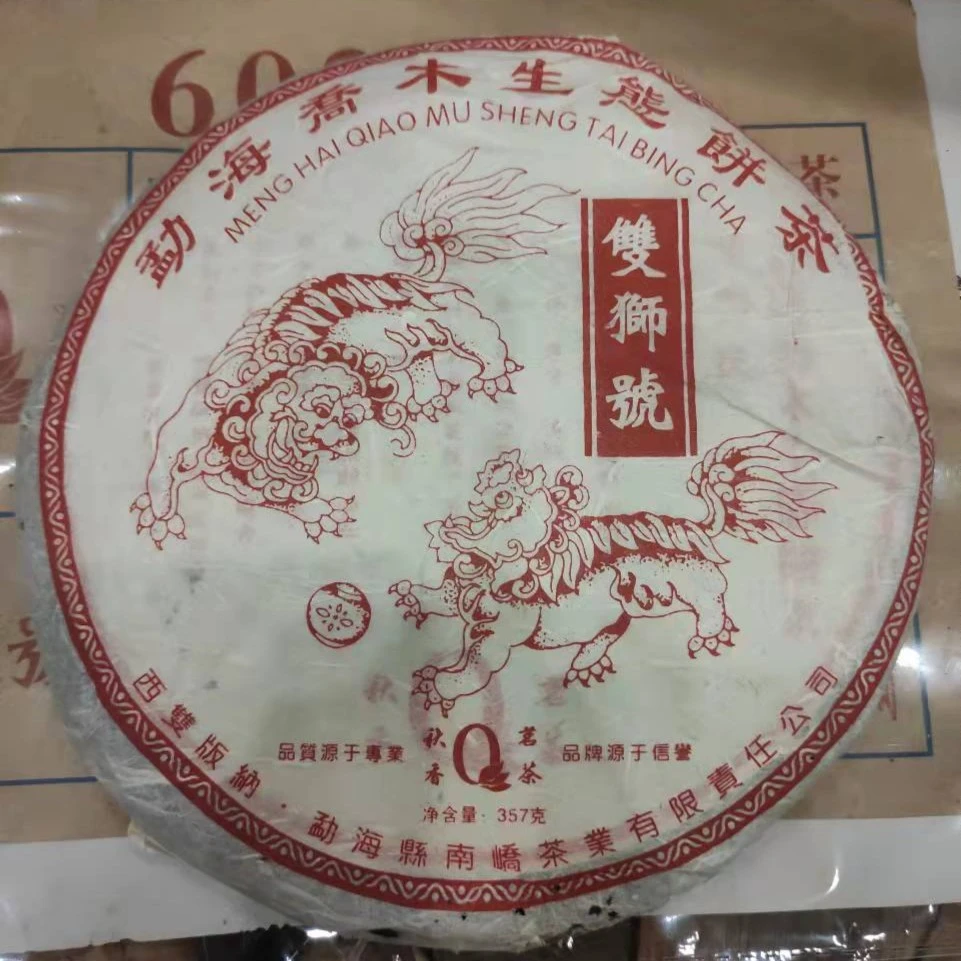 勐海喬木生態餅茶
MENG HAI QIAO MU SHENG TAI BING CHA
雙獅號
秋香
Q
茗茶
品質源于專業
品牌源于信譽
净含量: 357克
西雙版納·勐海縣南嶠茶業有限責任公司
茶